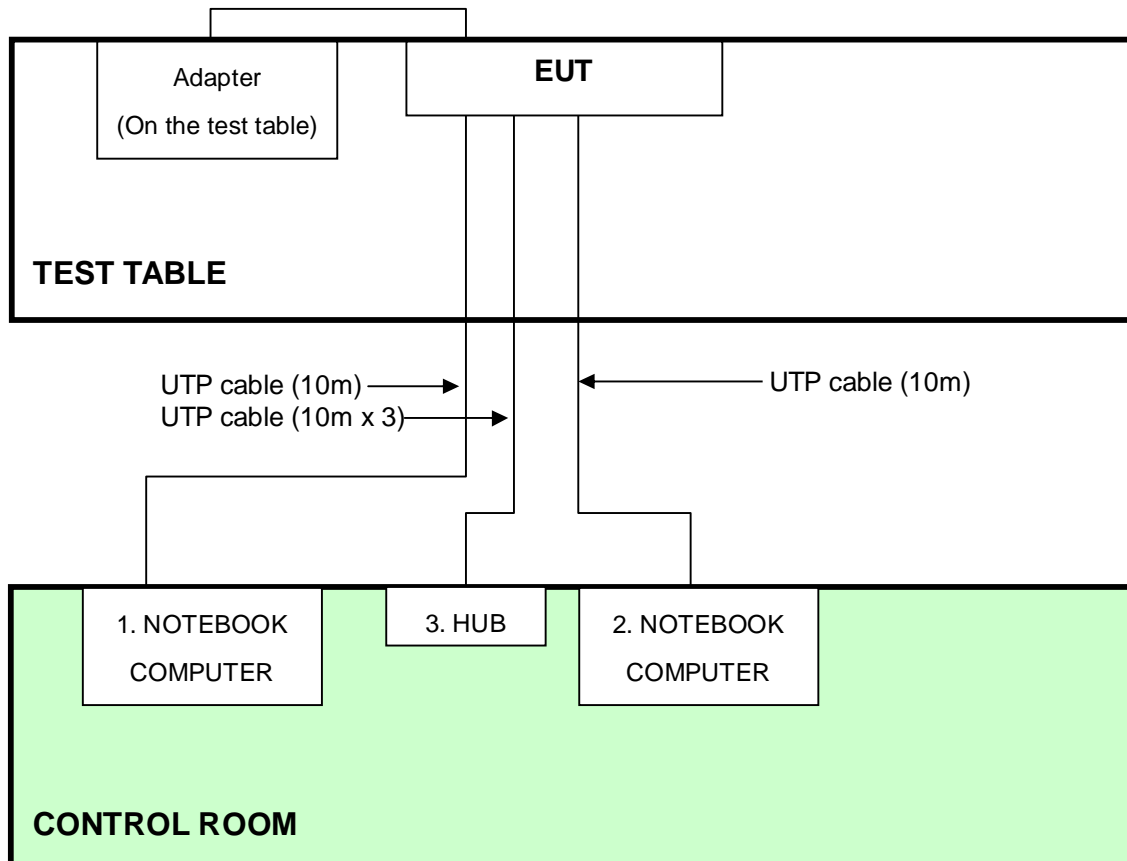 Adapter
(On the test table)
EUT
TEST TABLE
UTP cable (10m)
UTP cable (10m x 3)
UTP cable (10m)
1. NOTEBOOK
COMPUTER
3. HUB
2. NOTEBOOK
COMPUTER
CONTROL ROOM